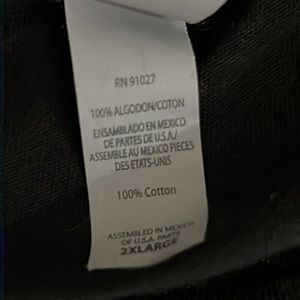 RN 91027
100% ALGODON/COTON
ENSAMBLADO EN MEXICO
DE PARTES DE U.S.A./
ASSEMBLE AU MEXICO PIECES
DES ETATS-UNIS
100% Cotton
ASSEMBLED IN MEXICO
OF U.S.A. PARTS
2XLARGE